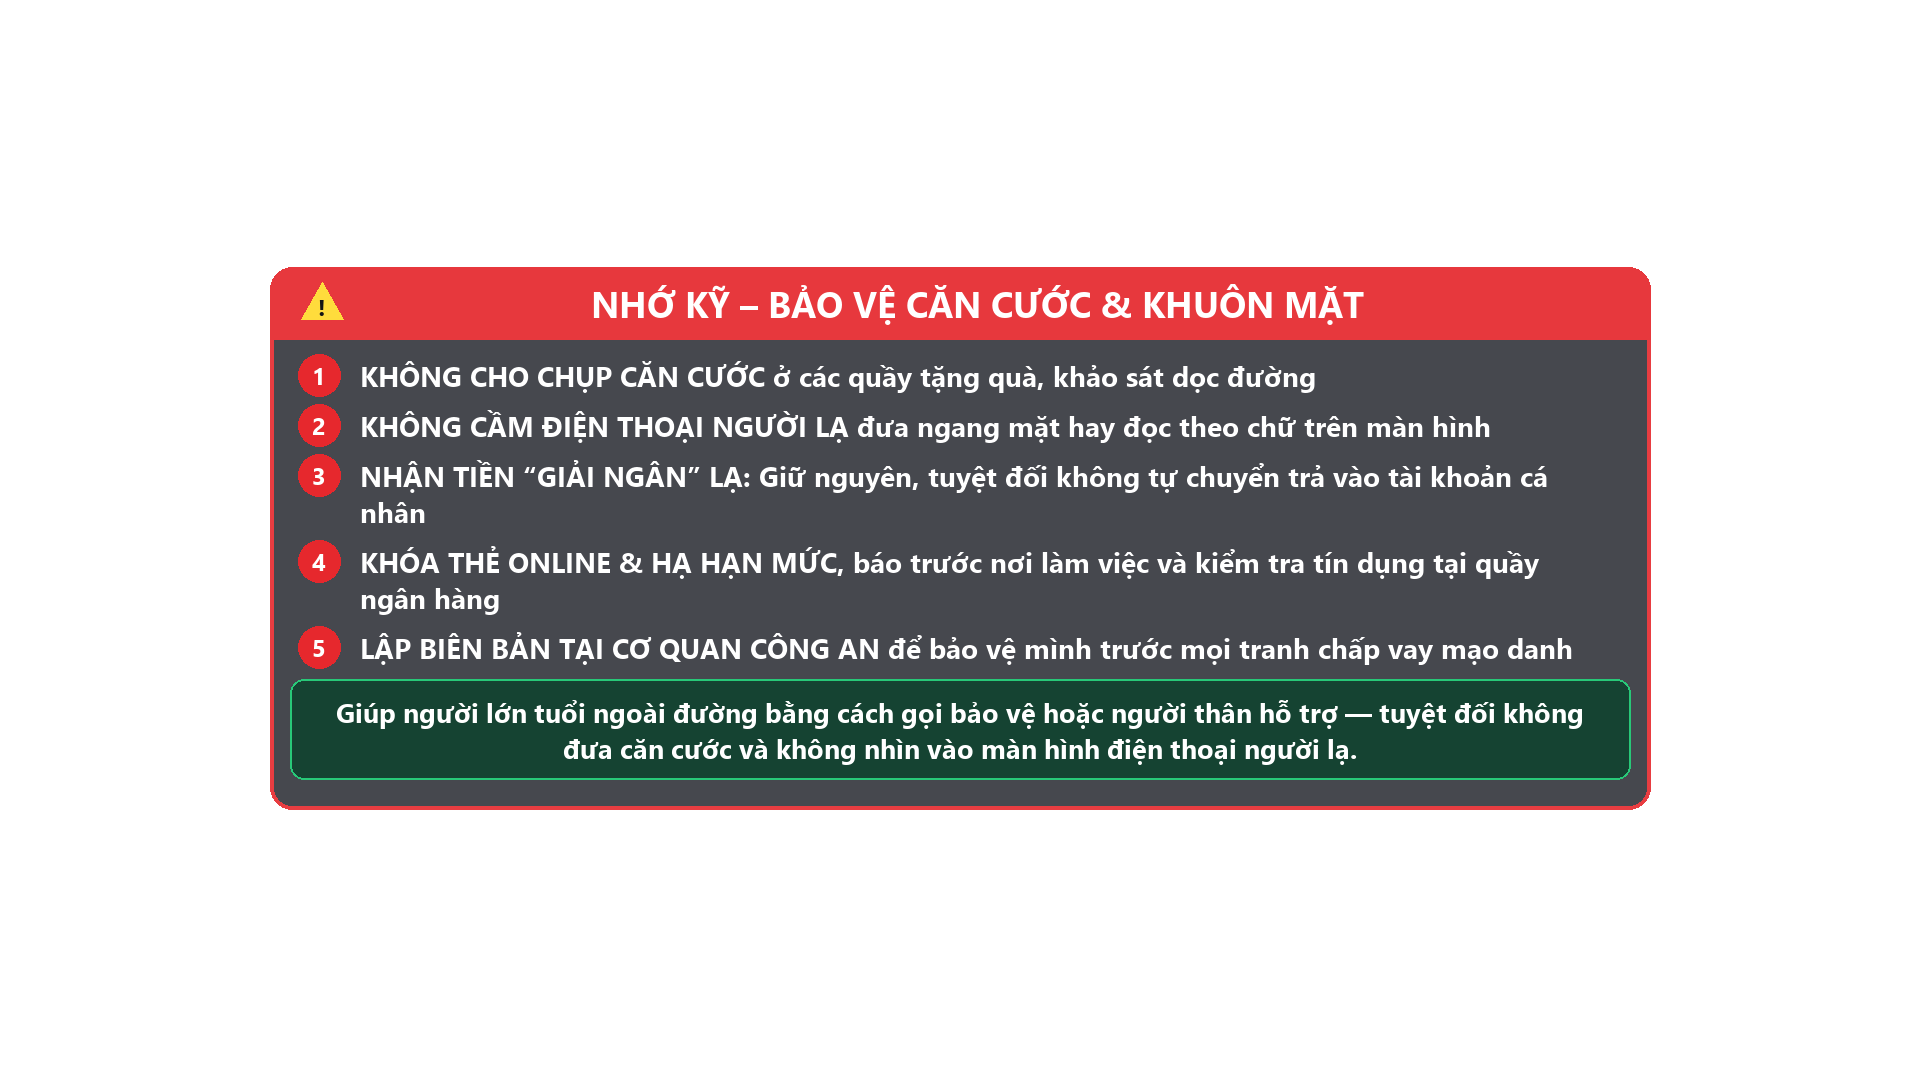 !
NHỚ KỸ – BẢO VỆ CĂN CƯỚC & KHUÔN MẶT
1 KHÔNG CHO CHỤP CĂN CƯỚC ở các quầy tặng quà, khảo sát dọc đường
2 KHÔNG CẦM ĐIỆN THOẠI NGƯỜI LẠ đưa ngang mặt hay đọc theo chữ trên màn hình
3 NHẬN TIỀN “GIẢI NGÂN” LẠ: Giữ nguyên, tuyệt đối không tự chuyển trả vào tài khoản cá
nhân
4 KHÓA THẺ ONLINE & HẠ HẠN MỨC, báo trước nơi làm việc và kiểm tra tín dụng tại quầy
ngân hàng
5 LẬP BIÊN BẢN TẠI CƠ QUAN CÔNG AN để bảo vệ mình trước mọi tranh chấp vay mạo danh
Giúp người lớn tuổi ngoài đường bằng cách gọi bảo vệ hoặc người thân hỗ trợ — tuyệt đối không
đưa căn cước và không nhìn vào màn hình điện thoại người lạ.